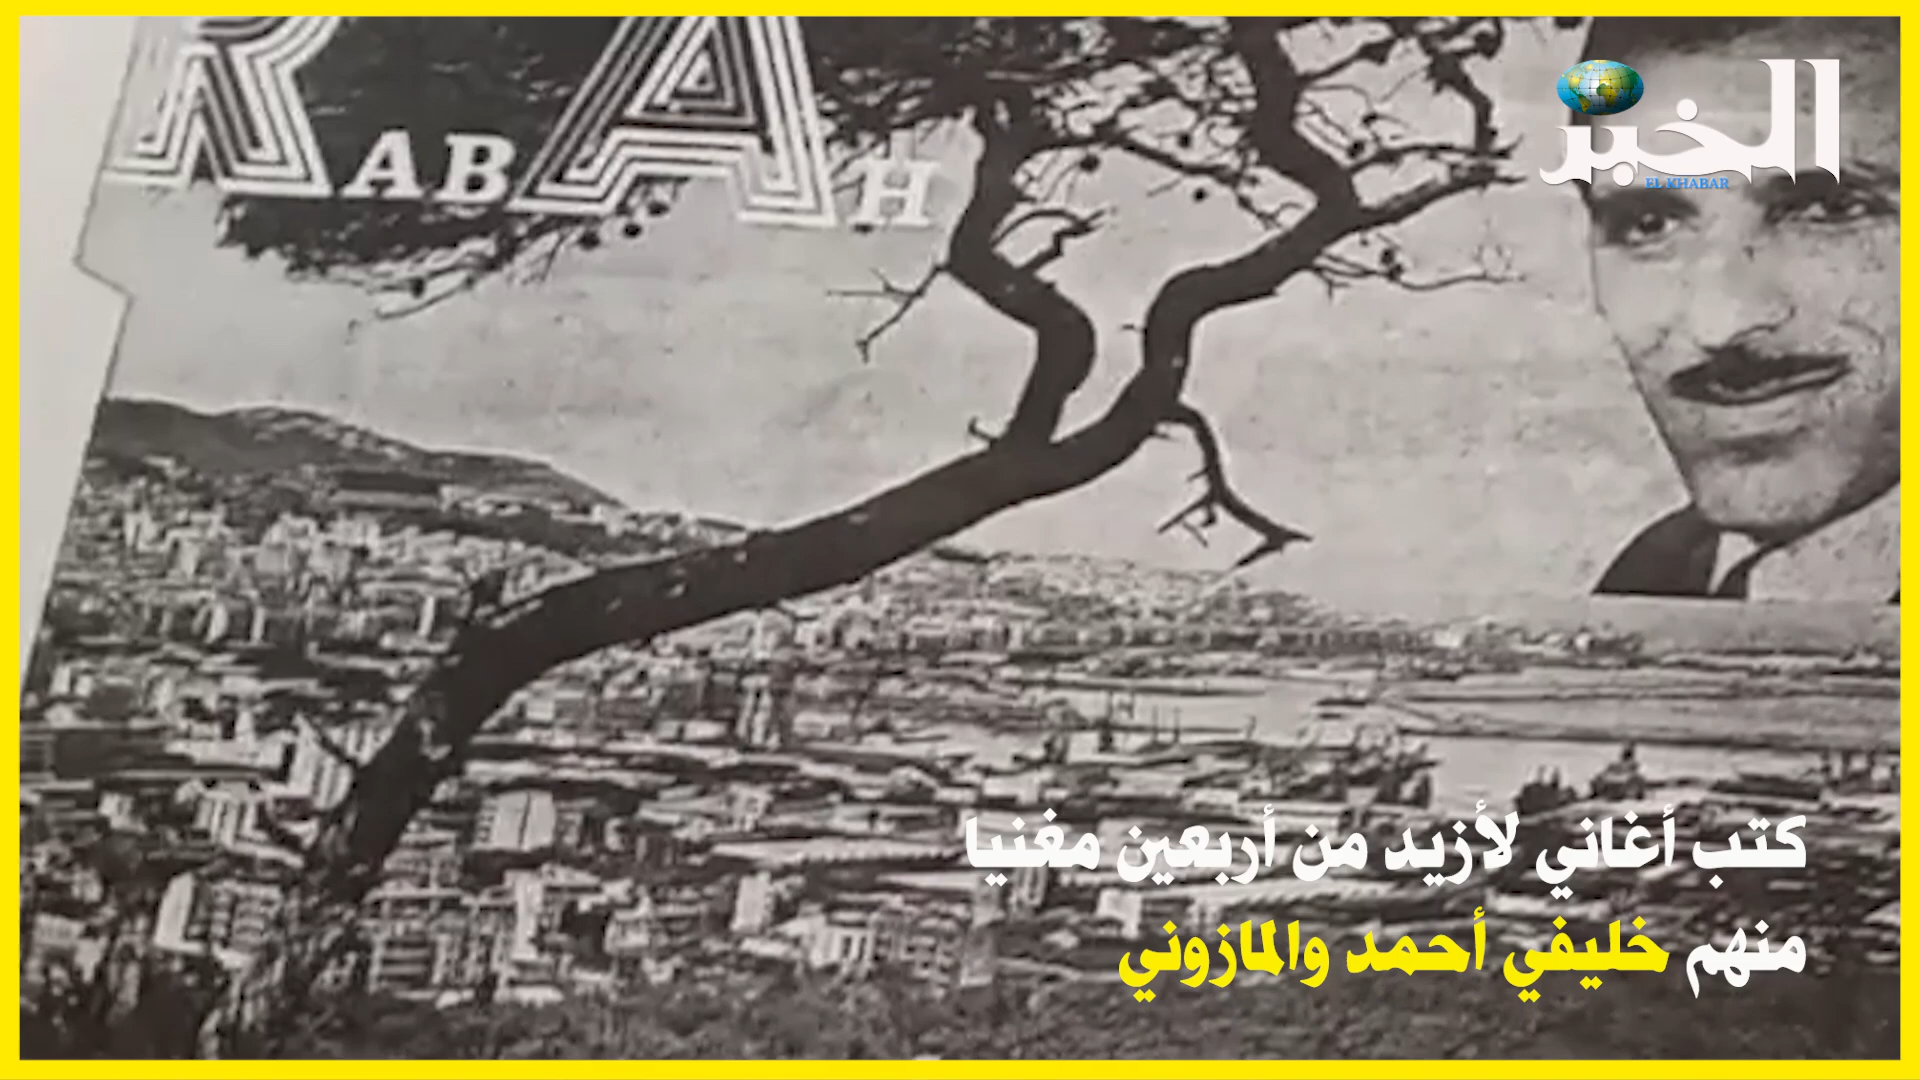 RABAH
الخبر
EL KHABAR
كتب أغاني لأزيد من أربعين مغنيا
منهم خليفي أحمد والمازوني